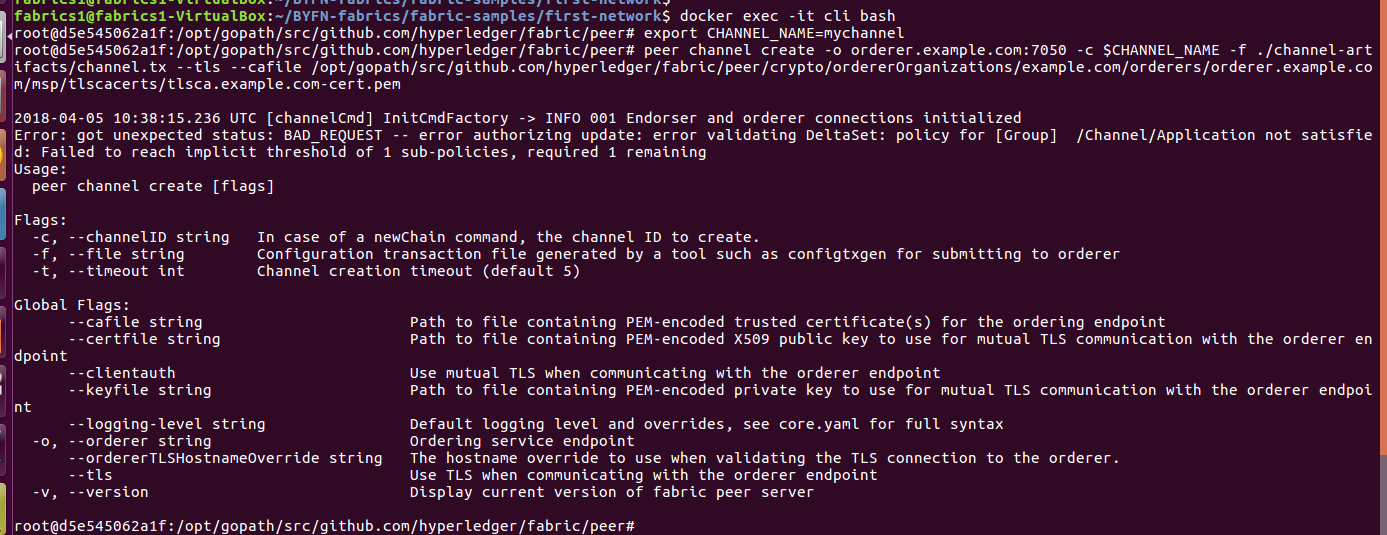 fabrics1@fabrics1-VirtualBox:~/BYFN-fabrics/fabric-samples/first-network$
fabrics1@fabrics1-VirtualBox:~/BYFN-fabrics/fabric-samples/first-network$ docker exec -it cli bash
root@d5e545062a1f:/opt/gopath/src/github.com/hyperledger/fabric/peer# export CHANNEL_NAME=mychannel
root@d5e545062a1f:/opt/gopath/src/github.com/hyperledger/fabric/peer# peer channel create -o orderer.example.com:7050 -c $CHANNEL_NAME -f ./channel-art
ifacts/channel.tx --tls --cafile /opt/gopath/src/github.com/hyperledger/fabric/peer/crypto/ordererOrganizations/example.com/orderers/orderer.example.co
m/msp/tlscacerts/tlsca.example.com-cert.pem
2018-04-05 10:38:15.236 UTC [channelCmd] InitCmdFactory -> INFO 001 Endorser and orderer connections initialized
Error: got unexpected status: BAD_REQUEST -- error authorizing update: error validating DeltaSet: policy for [Group]  /Channel/Application not satisfie
d: Failed to reach implicit threshold of 1 sub-policies, required 1 remaining
Usage:
  peer channel create [flags]
Flags:
  -c, --channelID string   In case of a newChain command, the channel ID to create.
  -f, --file string        Configuration transaction file generated by a tool such as configtxgen for submitting to orderer
  -t, --timeout int        Channel creation timeout (default 5)
Global Flags:
      --cafile string                       Path to file containing PEM-encoded trusted certificate(s) for the ordering endpoint
      --certfile string                     Path to file containing PEM-encoded X509 public key to use for mutual TLS communication with the orderer en
dpoint
      --clientauth                          Use mutual TLS when communicating with the orderer endpoint
      --keyfile string                      Path to file containing PEM-encoded private key to use for mutual TLS communication with the orderer endpoi
nt
      --logging-level string                Default logging level and overrides, see core.yaml for full syntax
  -o, --orderer string                      Ordering service endpoint
      --ordererTLSHostnameOverride string   The hostname override to use when validating the TLS connection to the orderer.
      --tls                                 Use TLS when communicating with the orderer endpoint
  -v, --version                             Display current version of fabric peer server
root@d5e545062a1f:/opt/gopath/src/github.com/hyperledger/fabric/peer#